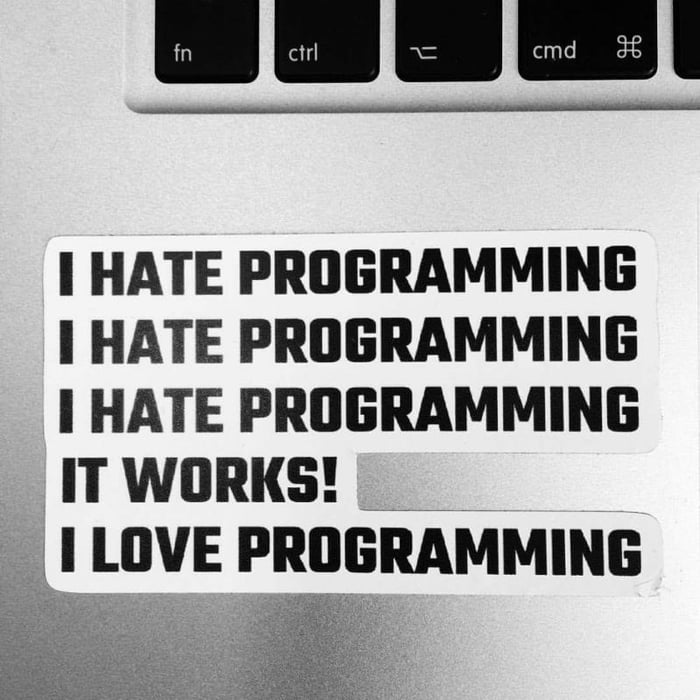 fn ctrl ⌥ cmd ⌘
I HATE PROGRAMMING
I HATE PROGRAMMING
I HATE PROGRAMMING
IT WORKS!
I LOVE PROGRAMMING